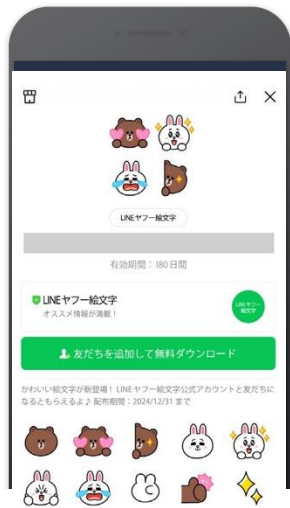 LINEヤフー絵文字
有効期間：180日間
LINEヤフー絵文字
オススメ情報が満載！
LINEヤフー
絵文字
友だちを追加して無料ダウンロード
かわいい絵文字が新登場！ LINEヤフー絵文字公式アカウントと友だちに
なるともらえるよ♪ 配布期間：2024/12/31 まで